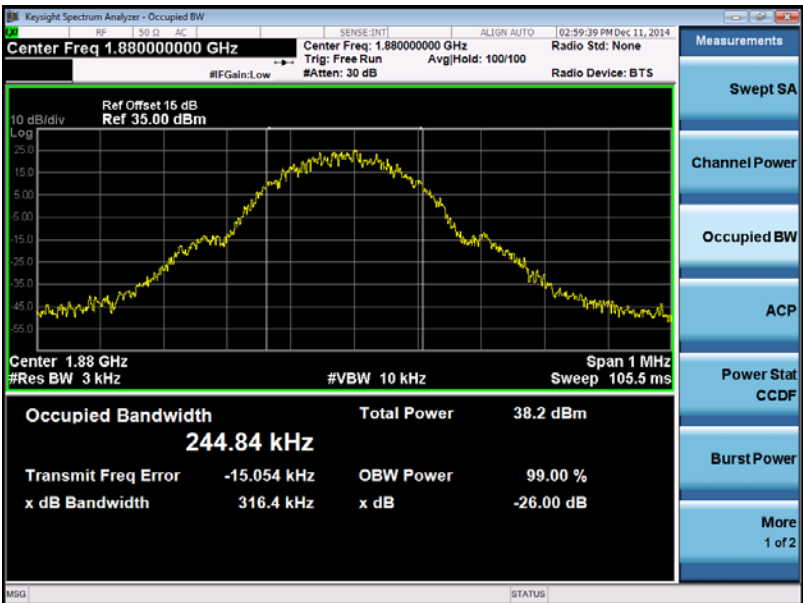 Keysight Spectrum Analyzer - Occupied BW
RF 50 Ω AC SENSE:INT ALIGN AUTO 02:59:39 PM Dec 11, 2014
Center Freq 1.880000000 GHz
Center Freq: 1.880000000 GHz Radio Std: None
Trig: Free Run Avg|Hold: 100/100
#IFGain:Low #Atten: 30 dB Radio Device: BTS
Ref Offset 15 dB
10 dB/div Ref 35.00 dBm
Log
25.0
15.0
5.00
-5.00
-15.0
-25.0
-35.0
-45.0
-55.0
Center 1.88 GHz Span 1 MHz
#Res BW 3 kHz #VBW 10 kHz Sweep 105.5 ms
Occupied Bandwidth Total Power 38.2 dBm
244.84 kHz
Transmit Freq Error -15.054 kHz OBW Power 99.00 %
x dB Bandwidth 316.4 kHz x dB -26.00 dB
MSG STATUS
Measurements
Swept SA
Channel Power
Occupied BW
ACP
Power Stat
CCDF
Burst Power
More
1 of 2